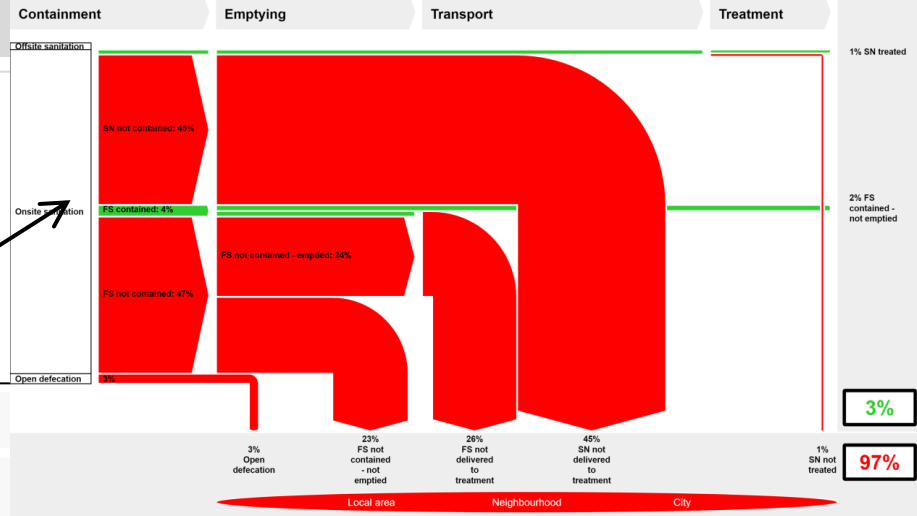 Containment
Emptying
Transport
Treatment
Offsite sanitation
1% SN treated
SN not contained: 45%
2% FS
contained -
not emptied
Onsite sanitation
FS contained: 4%
FS not contained - emptied: 24%
FS not contained: 47%
Open defecation
3%
3%
3%
Open
defecation
23%
FS not
contained
- not
emptied
26%
FS not
delivered
to
treatment
45%
SN not
delivered
to
treatment
1%
SN not
treated
97%
Local area
Neighbourhood
City